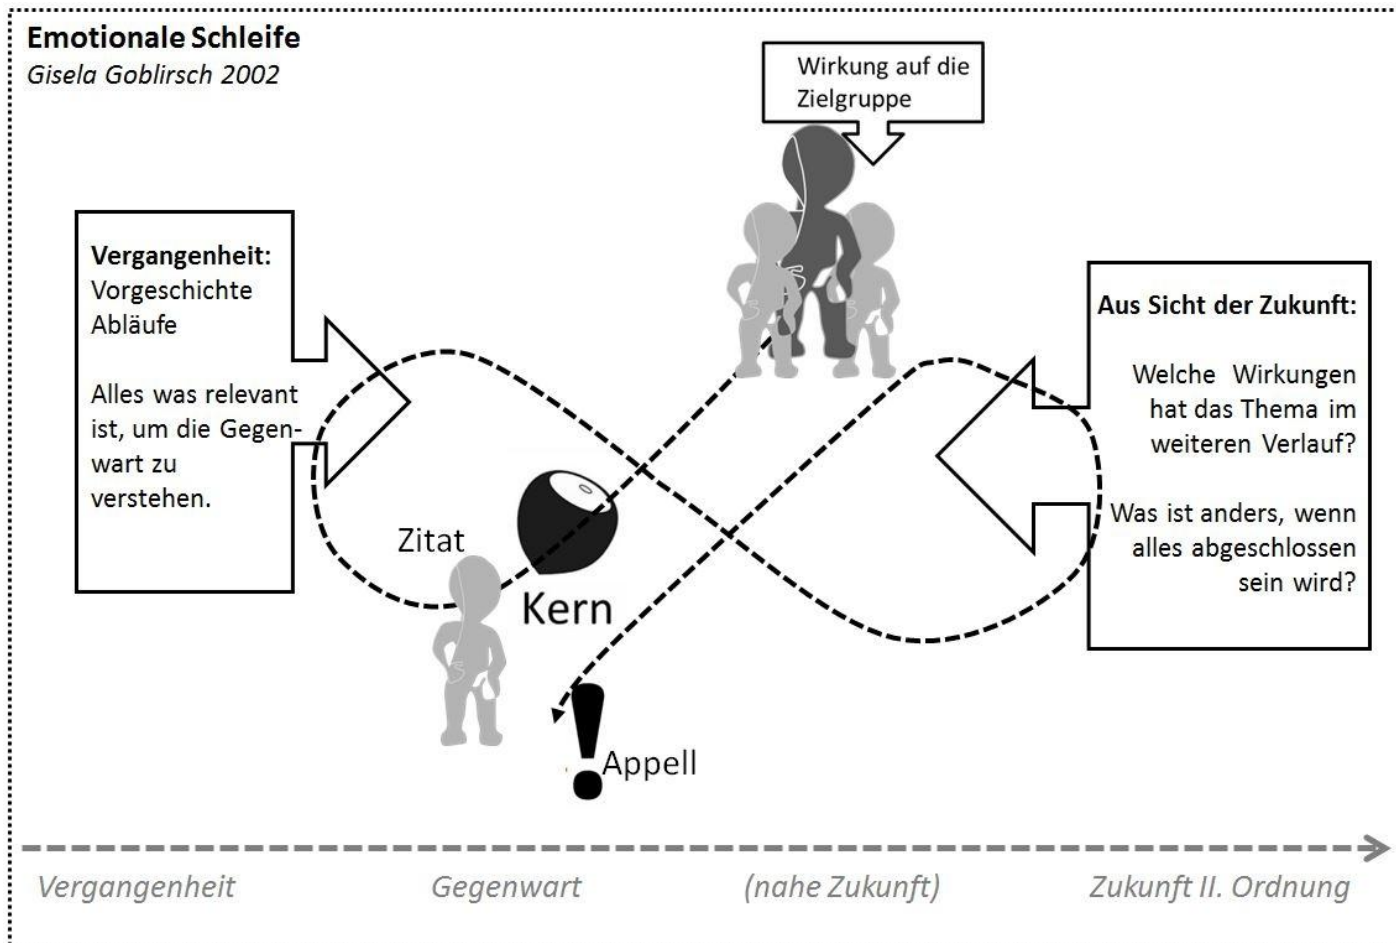 Emotionale Schleife
Gisela Goblirsch 2002
Wirkung auf die
Zielgruppe
Vergangenheit:
Vorgeschichte
Abläufe
Alles was relevant
ist, um die Gegen-
wart zu
verstehen.
Aus Sicht der Zukunft:
Welche Wirkungen
hat das Thema im
weiteren Verlauf?
Was ist anders, wenn
alles abgeschlossen
sein wird?
Zitat
Kern
Appell
Vergangenheit
Gegenwart
(nahe Zukunft)
Zukunft II. Ordnung